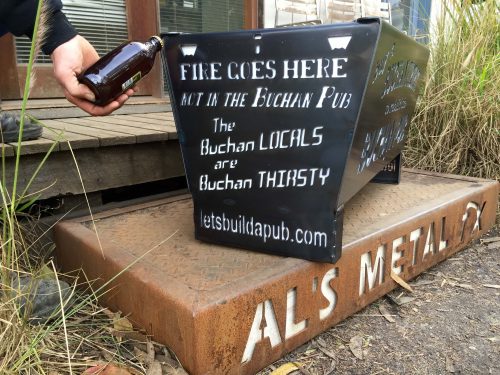 FIRE GOES HERE
NOT IN THE BUCHAN PUB
The
Buchan LOCALS
are
Buchan THIRSTY
letsbuildapub.com
AL'S METAL FX